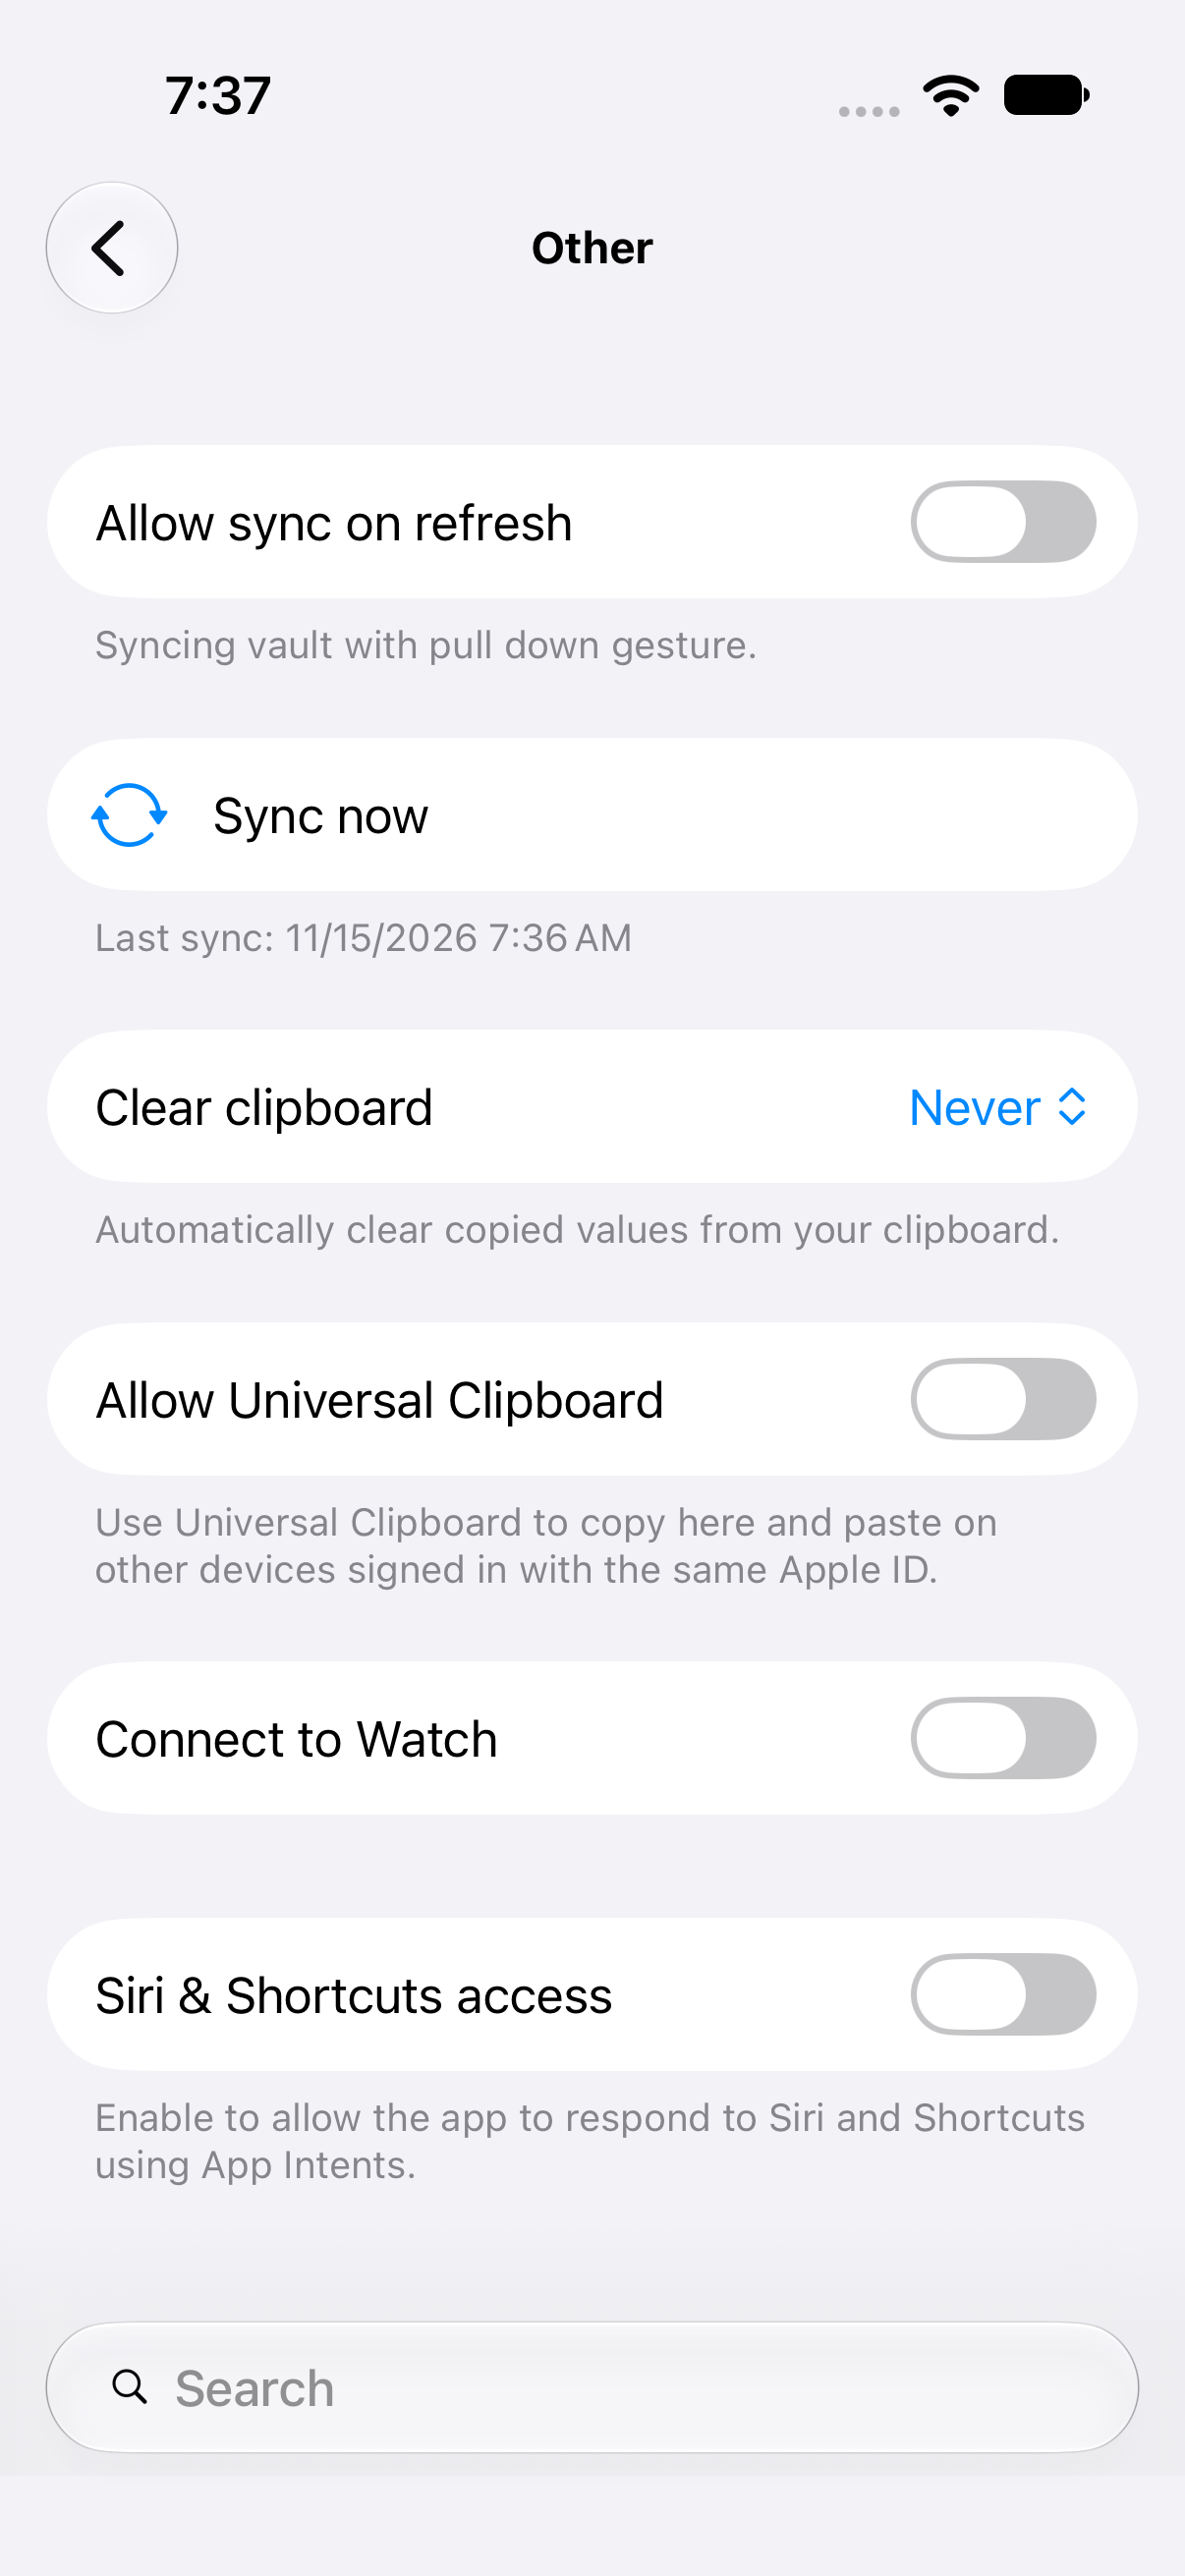 7:37
Other
Allow sync on refresh
Syncing vault with pull down gesture.
Sync now
Last sync: 11/15/2026 7:36 AM
Clear clipboard
Never
Automatically clear copied values from your clipboard.
Allow Universal Clipboard
Use Universal Clipboard to copy here and paste on
other devices signed in with the same Apple ID.
Connect to Watch
Siri & Shortcuts access
Enable to allow the app to respond to Siri and Shortcuts
using App Intents.
Search